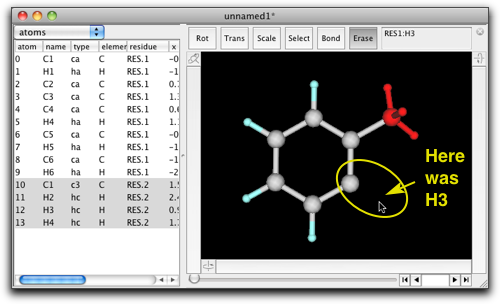 unnamed1*
atoms
Rot Trans Scale Select Bond Erase RES1:H3
atom name type elemen residue x
0 C1 ca C RES.1 -0
1 H1 ha H RES.1 -1
2 C2 ca C RES.1 0.
3 C3 ca C RES.1 1.
4 C4 ca C RES.1 0.
5 H4 ha H RES.1 1.
6 C5 ca C RES.1 -0
7 H5 ha H RES.1 -1
8 C6 ca C RES.1 -1
9 H6 ha H RES.1 -2
10 C1 c3 C RES.2 1.
11 H2 hc H RES.2 2.
12 H3 hc H RES.2 0.
13 H4 hc H RES.2 1.
Here
was
H3